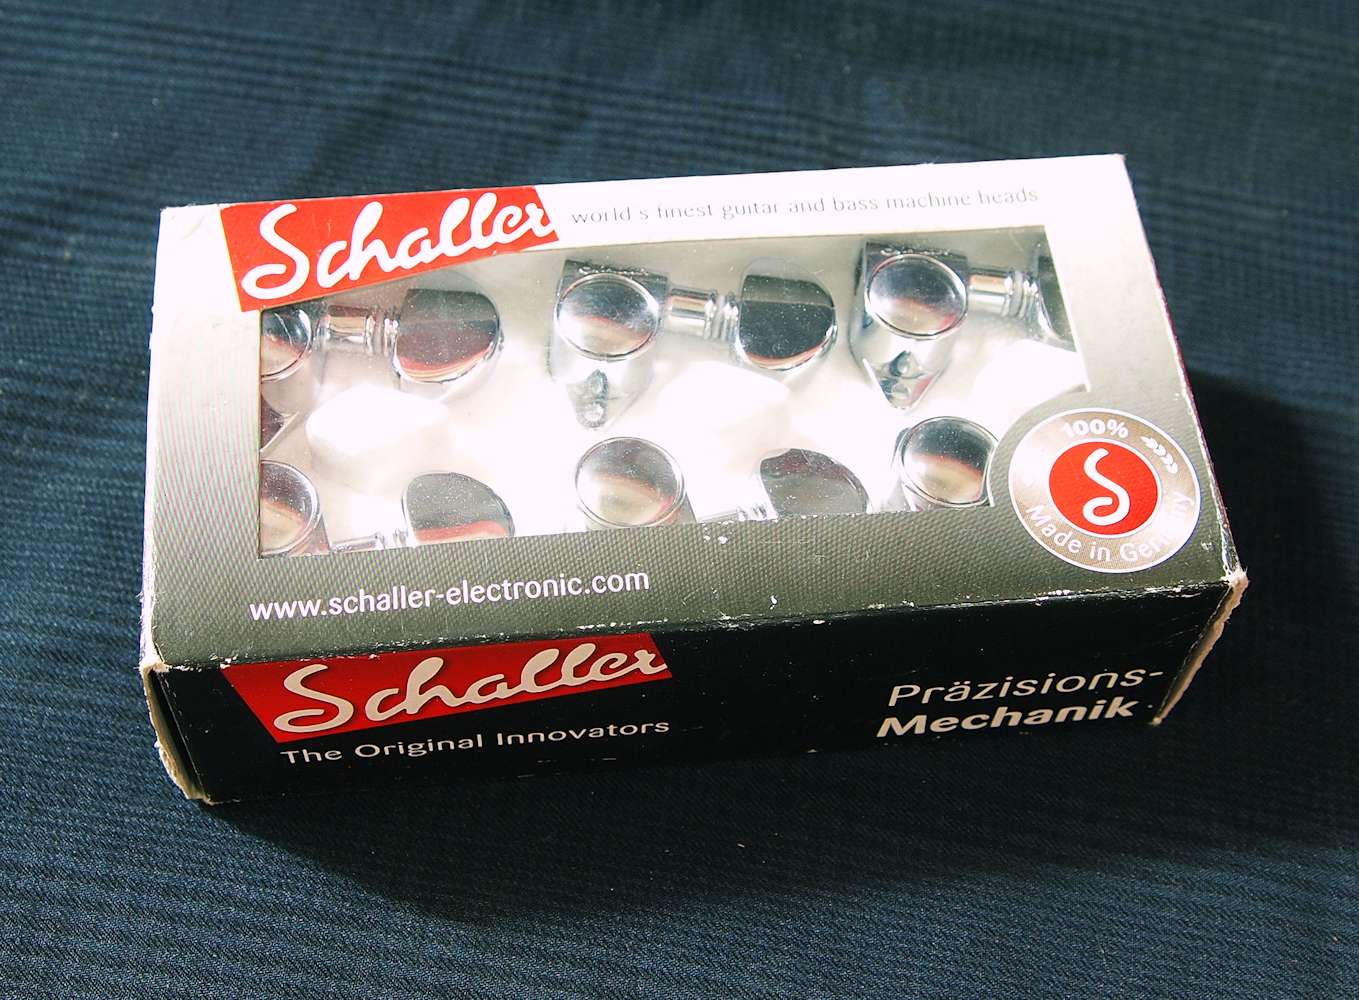 Schaller
world's finest guitar and bass machine heads
100%
S
Made in Germany
www.schaller-electronic.com
Schaller
The Original Innovators
Präzisions-
Mechanik